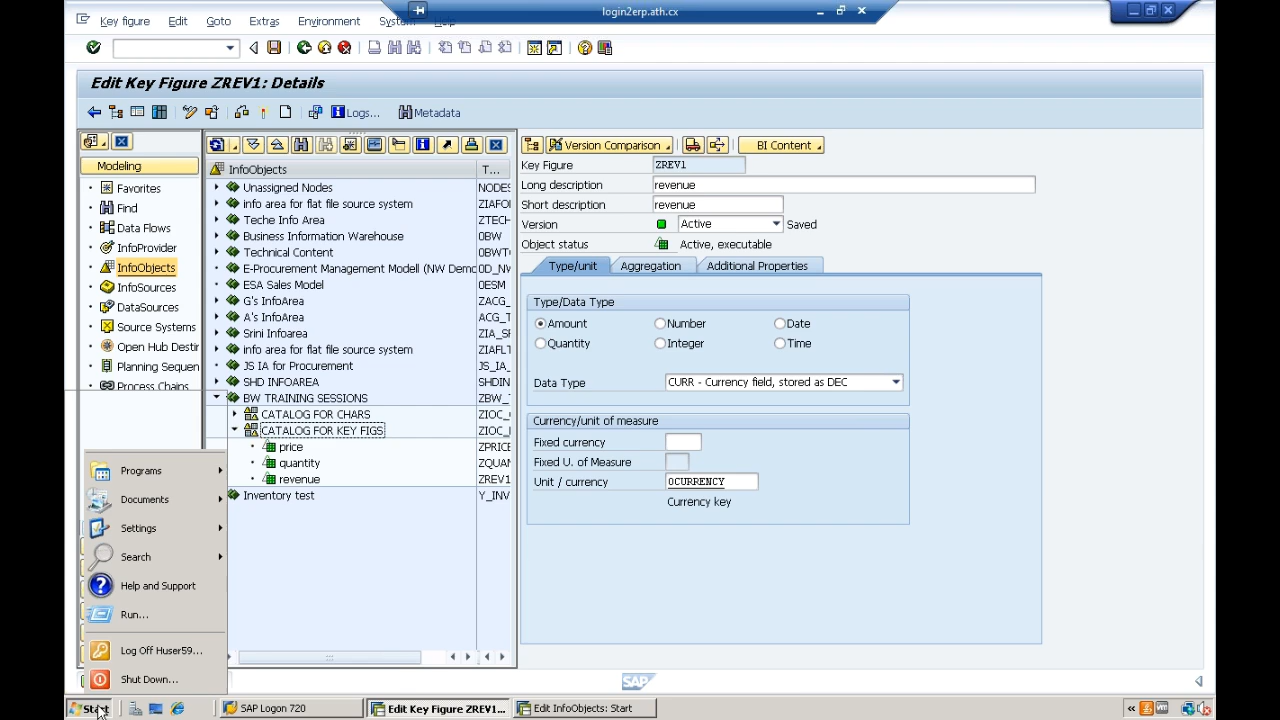 login2erp.ath.cx
Key figure Edit Goto Extras Environment System Help
Edit Key Figure ZREV1: Details
Logs... Metadata
Modeling
Favorites
Find
Data Flows
InfoProvider
InfoObjects
InfoSources
DataSources
Source Systems
Open Hub Destir
Planning Sequen
Process Chains
InfoObjects T...
Unassigned Nodes NODES
info area for flat file source system ZIAFO
Teche Info Area ZTECH
Business Information Warehouse 0BW
Technical Content 0BWT
E-Procurement Management Modell (NW Demo 0D_NW
ESA Sales Model 0ESM
G's InfoArea ZACG_
A's InfoArea ACG_T
Srini Infoarea ZIA_S
info area for flat file source system ZIAFLT
JS IA for Procurement JS_IA_
SHD INFOAREA SHDIN
BW TRAINING SESSIONS ZBW_T
CATALOG FOR CHARS ZIOC_
CATALOG FOR KEY FIGS ZIOC_
price ZPRICE
quantity ZQUAN
revenue ZREV1
Inventory test Y_INV
Version Comparison BI Content
Key Figure ZREV1
Long description revenue
Short description revenue
Version Active Saved
Object status Active, executable
Type/unit Aggregation Additional Properties
Type/Data Type
Amount Number Date
Quantity Integer Time
Data Type CURR - Currency field, stored as DEC
Currency/unit of measure
Fixed currency
Fixed U. of Measure
Unit / currency 0CURRENCY
Currency key
Programs
Documents
Settings
Search
Help and Support
Run...
Log Off Huser59...
Shut Down...
SAP
Start SAP Logon 720 Edit Key Figure ZREV1... Edit InfoObjects: Start